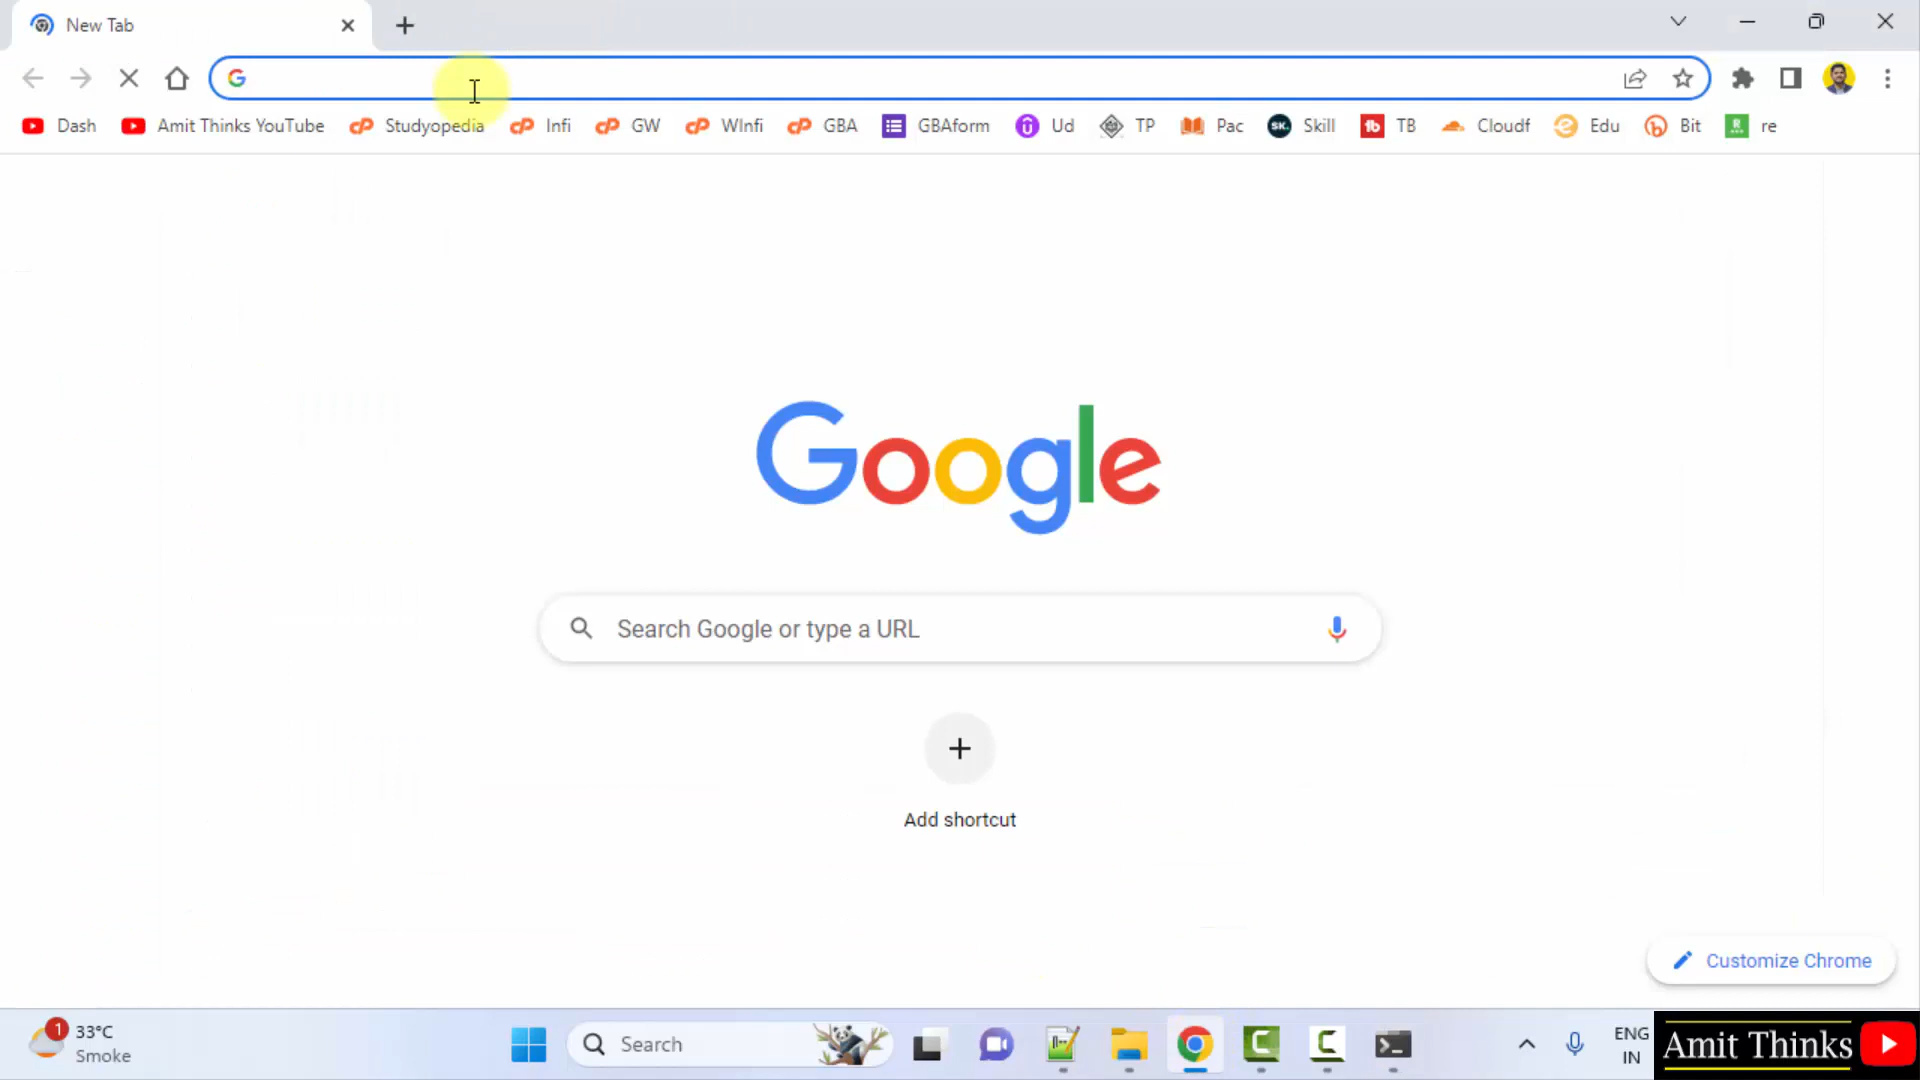 New Tab
Dash
Amit Thinks YouTube
Studyopedia
Infi
GW
WInfi
GBA
GBAform
Ud
TP
Pac
SK. Skill
TB
Cloudf
Edu
Bit
R re
Google
Search Google or type a URL
Add shortcut
Customize Chrome
1
33°C
Smoke
Search
ENG
IN
Amit Thinks